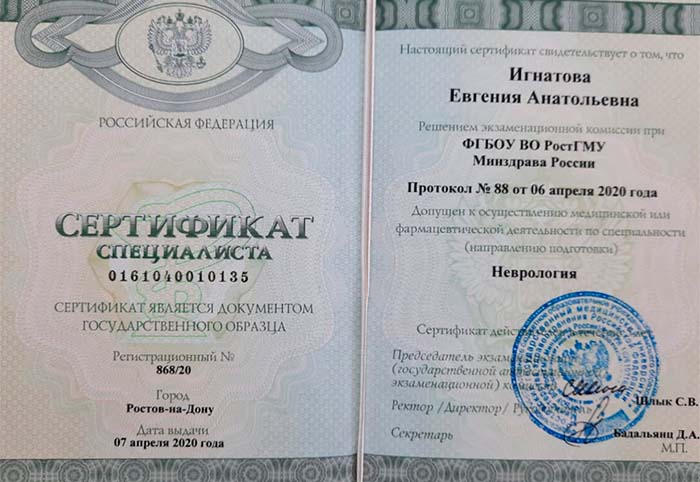 РОССИЙСКАЯ ФЕДЕРАЦИЯ
СЕРТИФИКАТ
СПЕЦИАЛИСТА
0161040010135
СЕРТИФИКАТ ЯВЛЯЕТСЯ ДОКУМЕНТОМ
ГОСУДАРСТВЕННОГО ОБРАЗЦА
Регистрационный №
868/20
Город
Ростов-на-Дону
Дата выдачи
07 апреля 2020 года
Настоящий сертификат свидетельствует о том, что
Игнатова
Евгения Анатольевна
Решением экзаменационной комиссии при
ФГБОУ ВО РостГМУ
Минздрава России
Протокол № 88 от 06 апреля 2020 года
Допущен к осуществлению медицинской или
фармацевтической деятельности по специальности
(направлению подготовки)
Неврология
Сертификат
Председатель
(государственной
экзаменационной)
Шлык С.В.
Ректор /Директор/
Секретарь
Бадальянц Д.А.
М.П.